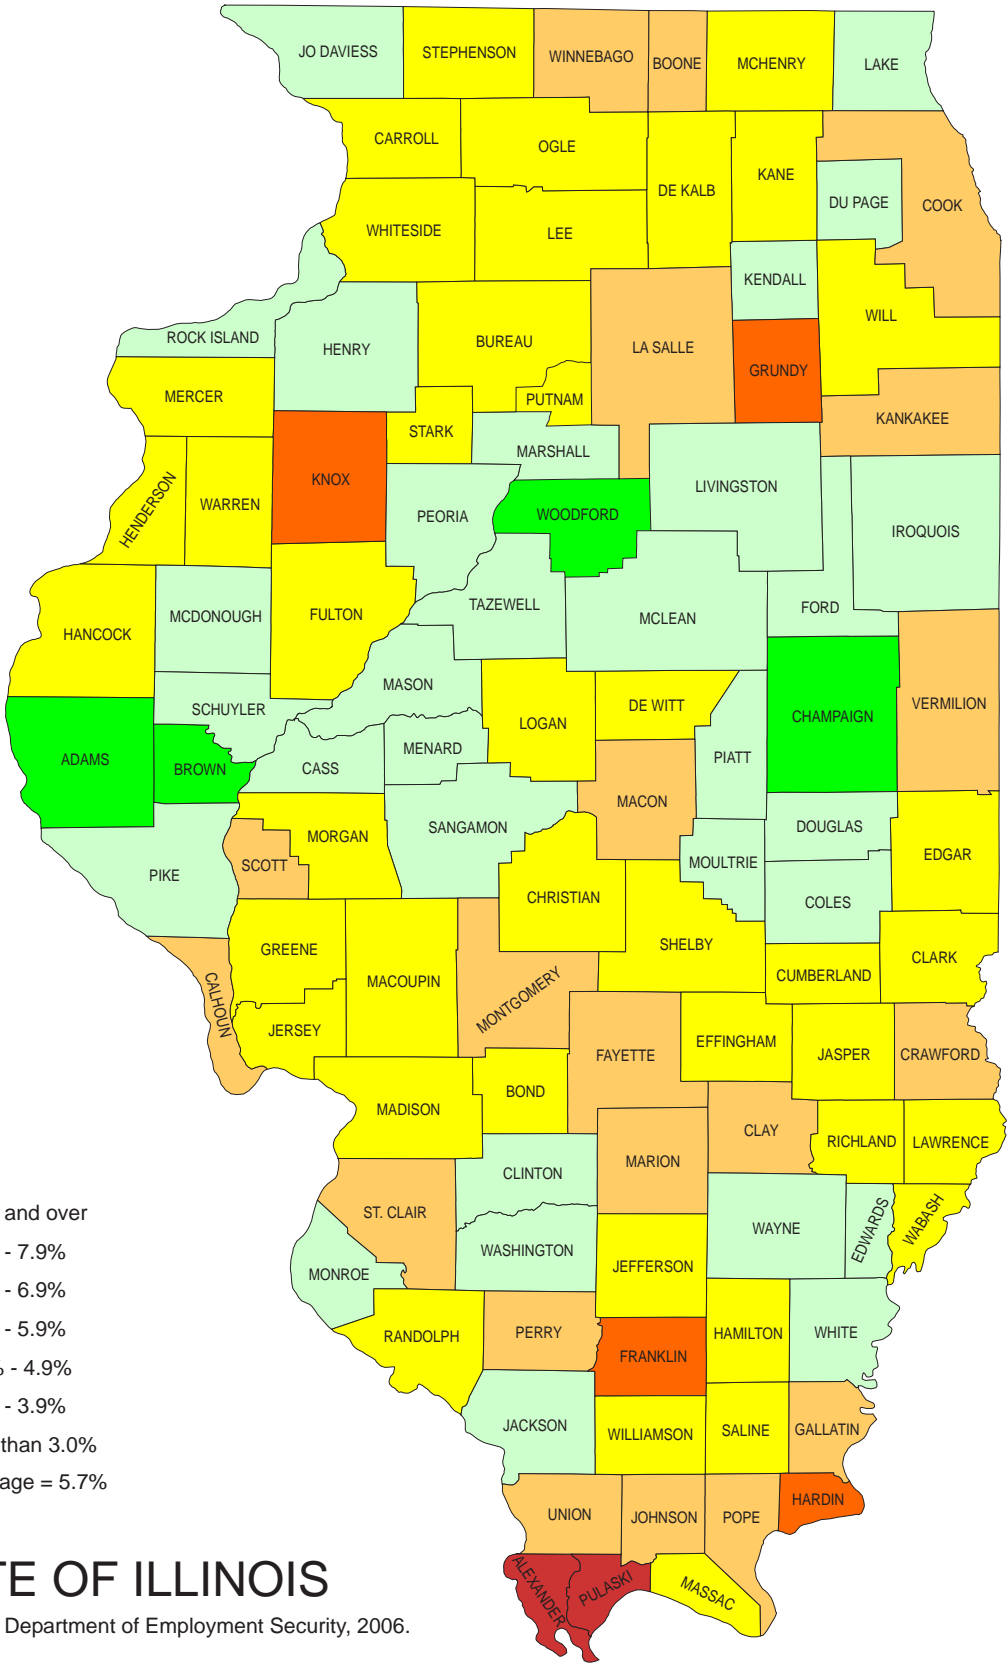 JO DAVIESS
STEPHENSON
WINNEBAGO
BOONE
MCHENRY
LAKE
CARROLL
OGLE
DE KALB
KANE
DU PAGE
COOK
WHITESIDE
LEE
KENDALL
WILL
ROCK ISLAND
HENRY
BUREAU
LA SALLE
GRUNDY
MERCER
PUTNAM
KANKAKEE
STARK
MARSHALL
KNOX
LIVINGSTON
HENDERSON
WARREN
PEORIA
WOODFORD
IROQUOIS
HANCOCK
MCDONOUGH
FULTON
TAZEWELL
MCLEAN
FORD
MASON
SCHUYLER
LOGAN
DE WITT
CHAMPAIGN
VERMILION
ADAMS
BROWN
CASS
MENARD
PIATT
MACON
SANGAMON
MORGAN
DOUGLAS
SCOTT
PIKE
MOULTRIE
EDGAR
CHRISTIAN
COLES
GREENE
MACOUPIN
SHELBY
CLARK
CALHOUN
MONTGOMERY
CUMBERLAND
JERSEY
FAYETTE
EFFINGHAM
JASPER
CRAWFORD
MADISON
BOND
CLAY
RICHLAND
LAWRENCE
CLINTON
MARION
ST. CLAIR
WAYNE
EDWARDS
WABASH
WASHINGTON
MONROE
JEFFERSON
RANDOLPH
PERRY
FRANKLIN
HAMILTON
WHITE
JACKSON
WILLIAMSON
SALINE
GALLATIN
UNION
JOHNSON
POPE
HARDIN
ALEXANDER
PULASKI
MASSAC
and over
- 7.9%
- 6.9%
- 5.9%
% - 4.9%
- 3.9%
than 3.0%
age = 5.7%
TE OF ILLINOIS
Department of Employment Security, 2006.